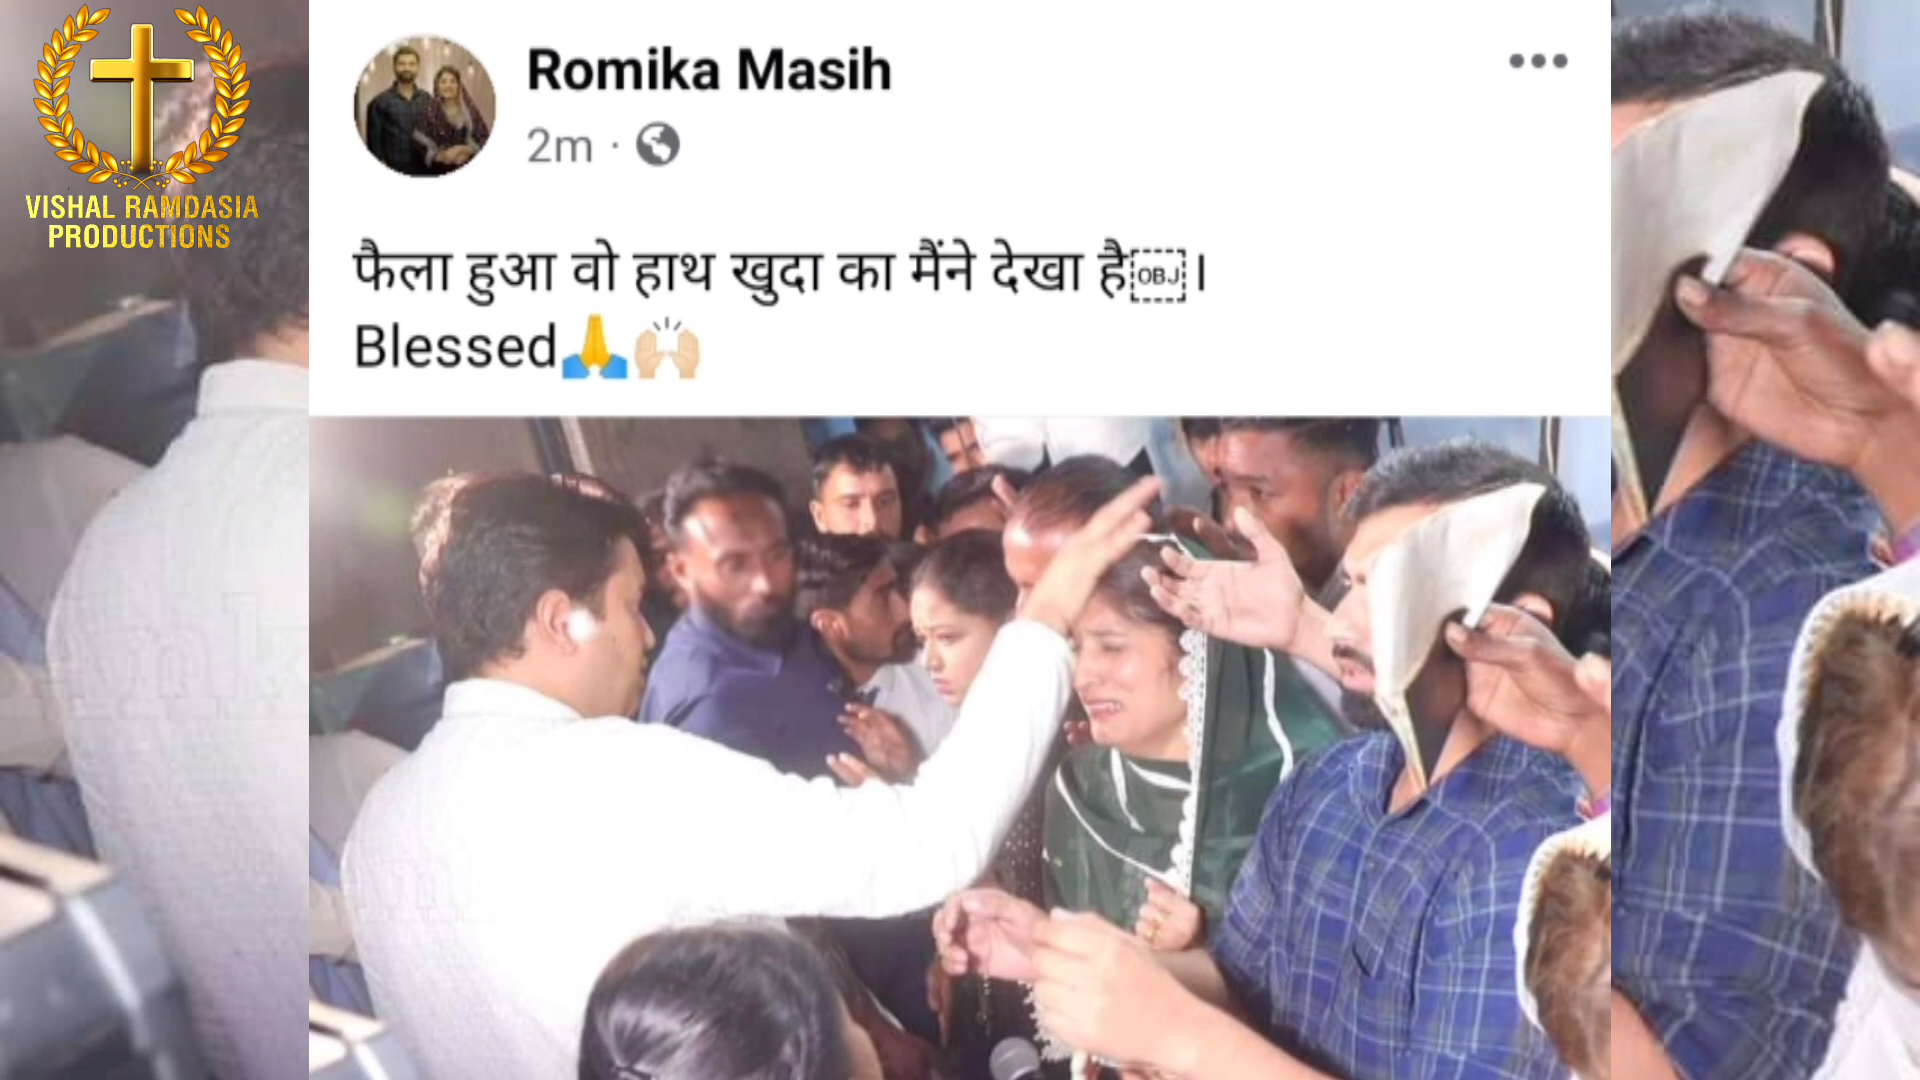 VISHAL RAMDASIA
PRODUCTIONS
Romika Masih
2m ·
फैला हुआ वो हाथ खुदा का मैंने देखा है￼।
Blessed🙏🙌🏻